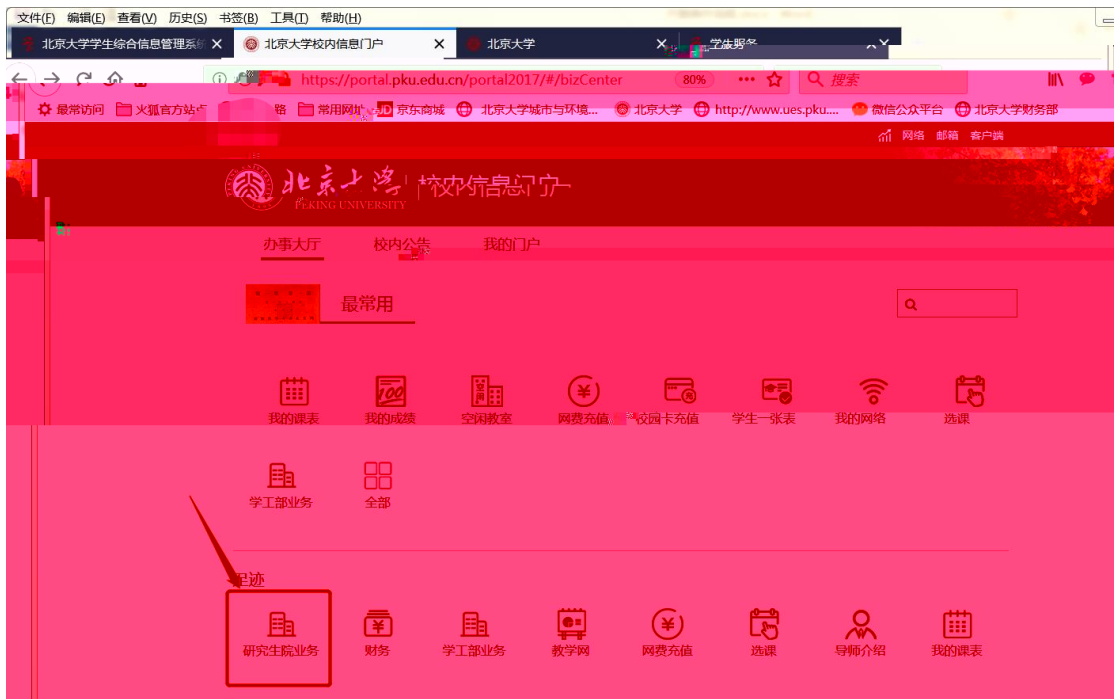 文件(F) 编辑(E) 查看(V) 历史(S) 书签(B) 工具(T) 帮助(H)
北京大学学生综合信息管理系统 北京大学校内信息门户 北京大学
https://portal.pku.edu.cn/portal2017/#/bizCenter 80% 搜索
最常访问 火狐官方站点 常用网址 JD 京东商城 北京大学城市与环境... 北京大学 http://www.ues.pku.... 微信公众平台 北京大学财务部
网络 邮箱 客户端
北京大学 校内信息门户
PEKING UNIVERSITY
办事大厅 校内公告 我的门户
最常用
我的课表 我的成绩 空闲教室 网费充值 校园卡充值 学生一张表 我的网络 选课
学工部业务 全部
足迹
研究生院业务 财务 学工部业务 教学网 网费充值 选课 导师介绍 我的课表